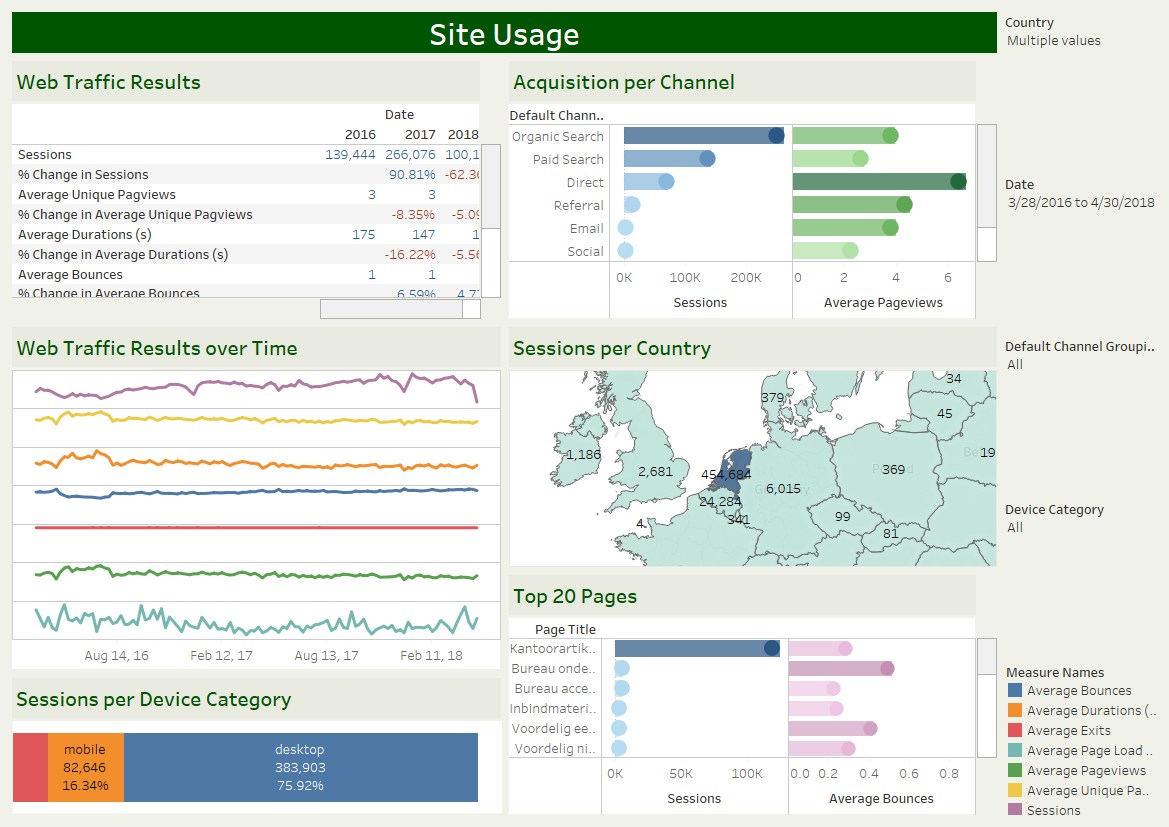 Site Usage
Country
Multiple values
Web Traffic Results
Date
2016 2017 2018
Sessions 139,444 266,076 100,1
% Change in Sessions 90.81% -62.36
Average Unique Pagviews 3 3
% Change in Average Unique Pagviews -8.35% -5.09
Average Durations (s) 175 147 1
% Change in Average Durations (s) -16.22% -5.56
Average Bounces 1 1
% Change in Average Bounces 6.59% 4.77
Acquisition per Channel
Default Chann..
Organic Search
Paid Search
Direct
Referral
Email
Social
0K 100K 200K
0 2 4 6
Sessions
Average Pageviews
Date
3/28/2016 to 4/30/2018
Web Traffic Results over Time
Aug 14, 16 Feb 12, 17 Aug 13, 17 Feb 11, 18
Sessions per Country
34
379
45
1,186
19
2,681
454,684
369
6,015
24,284
341
99
4
81
Default Channel Groupi..
All
Device Category
All
Sessions per Device Category
mobile
82,646
16.34%
desktop
383,903
75.92%
Top 20 Pages
Page Title
Kantoorartik..
Bureau onde..
Bureau acce..
Inbindmateri..
Voordelig ee..
Voordelig ni..
0K 50K 100K
0.0 0.2 0.4 0.6 0.8
Sessions
Average Bounces
Measure Names
Average Bounces
Average Durations (..
Average Exits
Average Page Load ..
Average Pageviews
Average Unique Pa..
Sessions